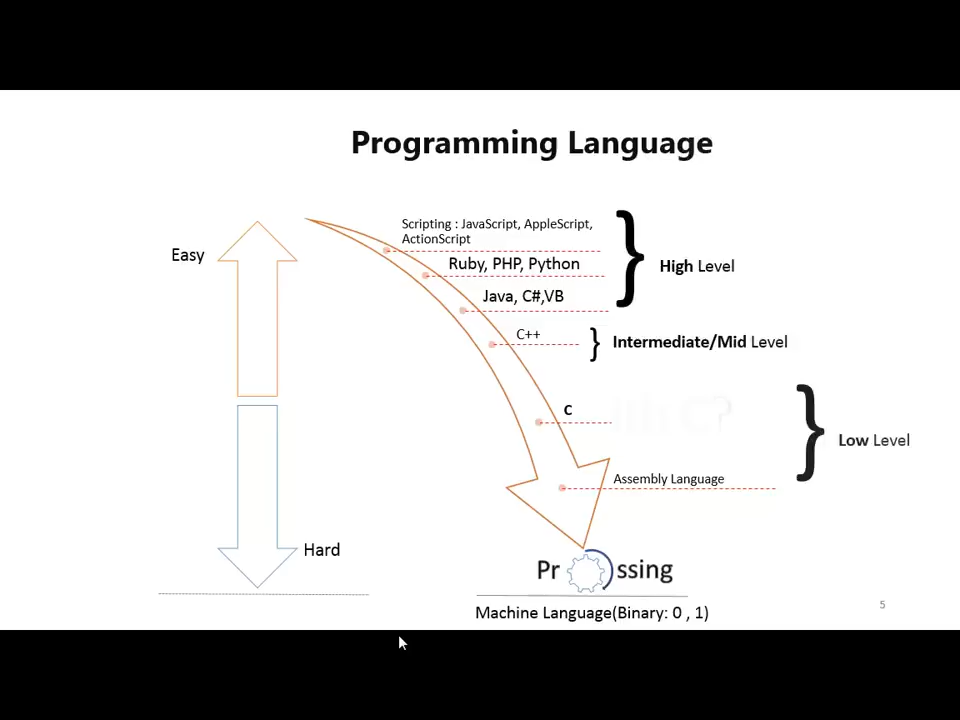 Programming Language
Scripting : JavaScript, AppleScript,
ActionScript
Easy
Ruby, PHP, Python
High Level
Java, C#,VB
C++
Intermediate/Mid Level
C
Low Level
Assembly Language
Hard
Pr ssing
Machine Language(Binary: 0 , 1)
5